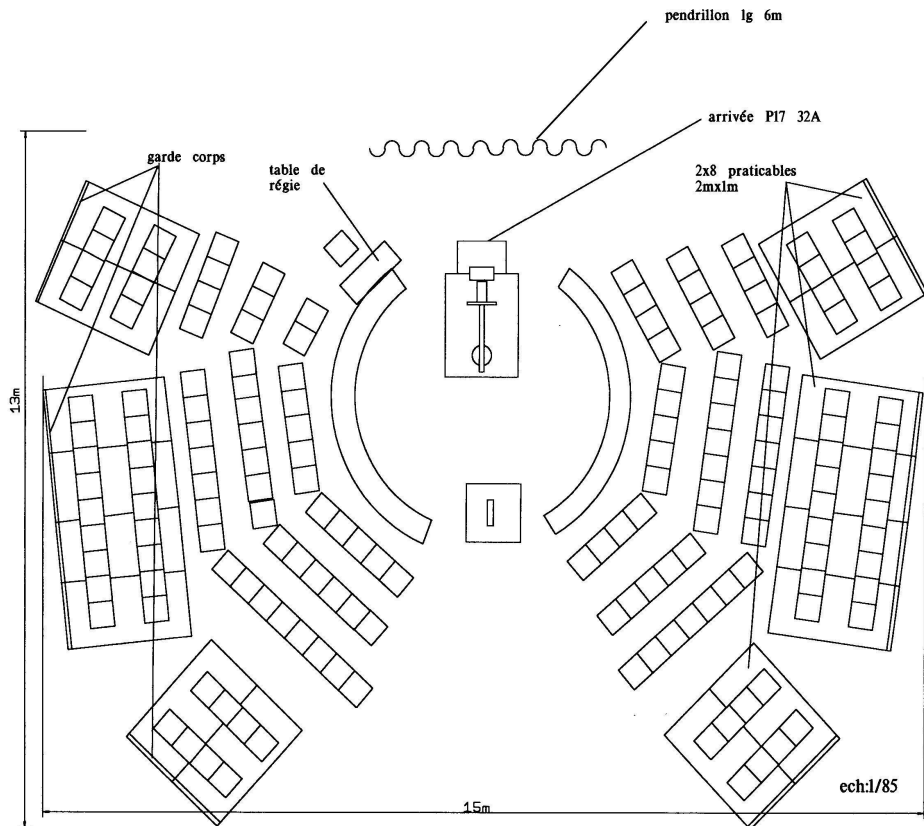 pendrillon lg 6m
arrivée P17 32A
garde corps
table de
régie
2x8 praticables
2mx1m
13m
ech:1/85
15m